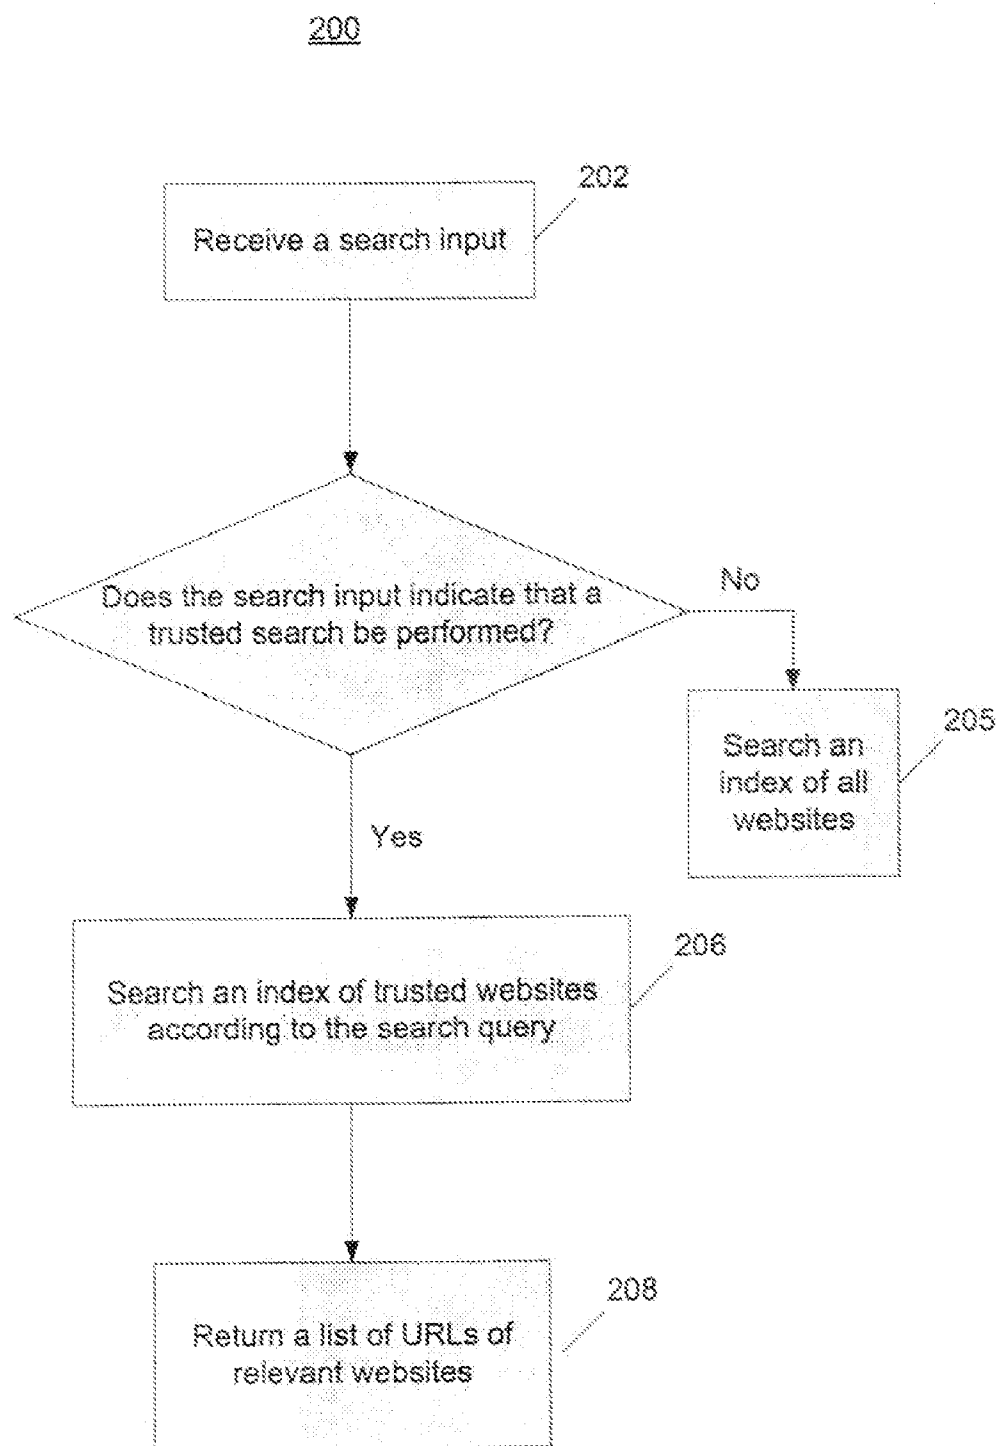 200
202
Receive a search input
Does the search input indicate that a
trusted search be performed?
No
205
Search an
index of all
websites
Yes
206
Search an index of trusted websites
according to the search query
208
Return a list of URLs of
relevant websites